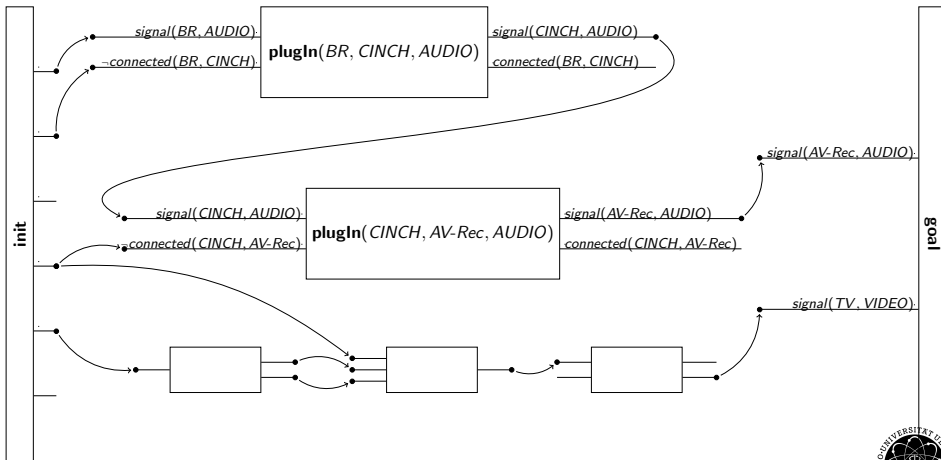 signal(BR, AUDIO)
¬connected(BR, CINCH)
plugIn(BR, CINCH, AUDIO)
signal(CINCH, AUDIO)
connected(BR, CINCH)
signal(AV-Rec, AUDIO)
init
signal(CINCH, AUDIO)
¬connected(CINCH, AV-Rec)
plugIn(CINCH, AV-Rec, AUDIO)
signal(AV-Rec, AUDIO)
connected(CINCH, AV-Rec)
goal
signal(TV, VIDEO)